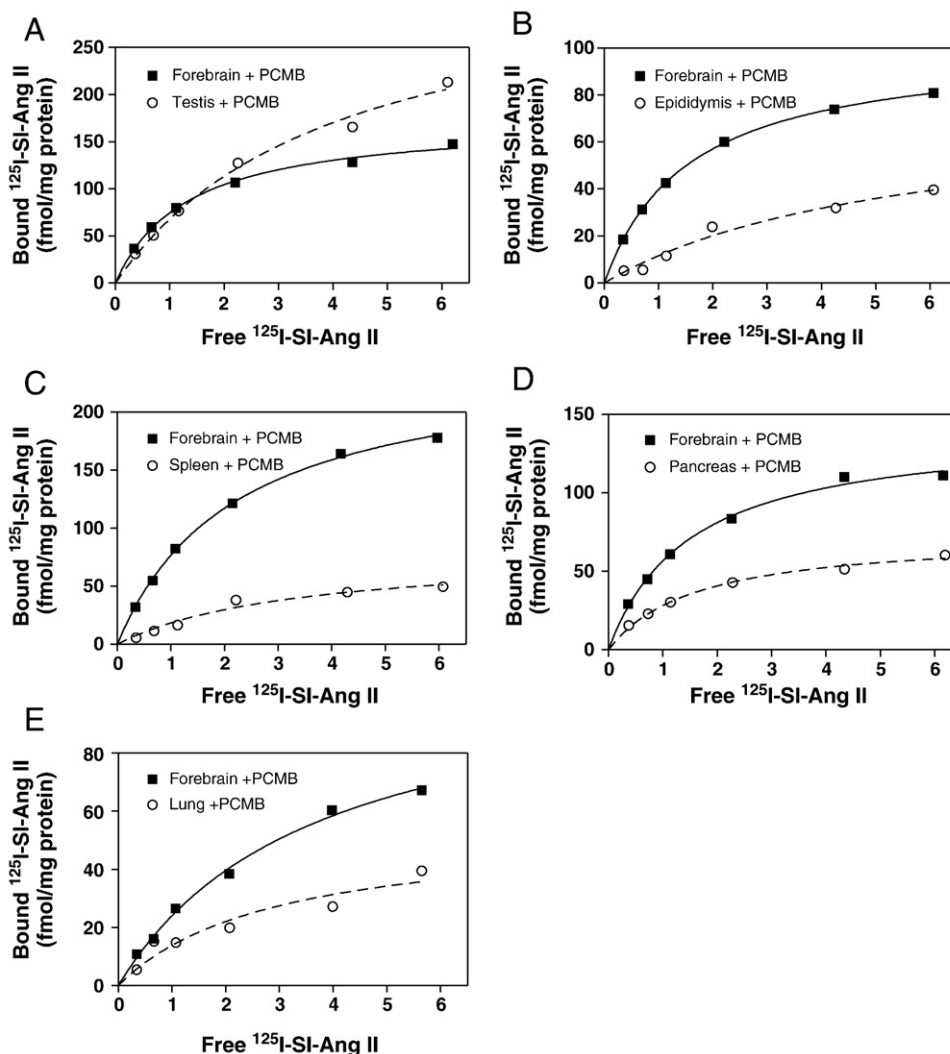 A
Bound ¹²⁵I-SI-Ang II
(fmol/mg protein)
250
200
150
100
50
0
Forebrain + PCMB
Testis + PCMB
0 1 2 3 4 5 6
Free ¹²⁵I-SI-Ang II
B
Bound ¹²⁵I-SI-Ang II
(fmol/mg protein)
100
80
60
40
20
0
Forebrain + PCMB
Epididymis + PCMB
0 1 2 3 4 5 6
Free ¹²⁵I-SI-Ang II
C
Bound ¹²⁵I-SI-Ang II
(fmol/mg protein)
200
150
100
50
0
Forebrain + PCMB
Spleen + PCMB
0 1 2 3 4 5 6
Free ¹²⁵I-SI-Ang II
D
Bound ¹²⁵I-SI-Ang II
(fmol/mg protein)
150
100
50
0
Forebrain + PCMB
Pancreas + PCMB
0 1 2 3 4 5 6
Free ¹²⁵I-SI-Ang II
E
Bound ¹²⁵I-SI-Ang II
(fmol/mg protein)
80
60
40
20
0
Forebrain +PCMB
Lung +PCMB
0 1 2 3 4 5 6
Free ¹²⁵I-SI-Ang II